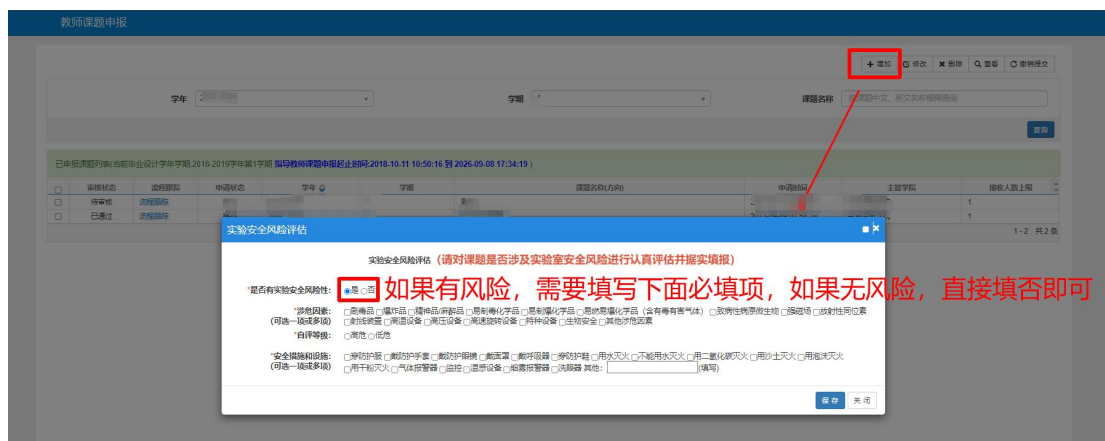 教师课题申报
增加 修改 删除 查看 撤销提交
学年 学期 课题名称 按课题中文、英文名称模糊查询
查询
已申报课题列表(当前毕业设计学年学期:2018-2019学年第1学期 指导教师课题申报起止时间:2018-10-11 10:50:16 到 2026-09-08 17:34:19 )
审核状态 流程跟踪 申请状态 学年 学期 课题名称(方向) 申请时间 主管学院 接收人数上限
待审核 流程跟踪 1
已通过 流程跟踪 1
1-2 共2条
实验安全风险评估
实验安全风险评估（请对课题是否涉及实验室安全风险进行认真评估并据实填报）
*是否有实验安全风险性: 是 否 如果有风险，需要填写下面必填项，如果无风险，直接填否即可
*涉危因素: 剧毒品 爆炸品 精神品/麻醉品 易制毒化学品 易制爆化学品 易燃易爆化学品（含有毒有害气体） 致病性病原微生物 强磁场 放射性同位素
(可选一项或多项) 射线装置 高温设备 高压设备 高速旋转设备 特种设备 生物安全 其他涉危因素
*自评等级: 高危 低危
*安全措施和设施: 穿防护服 戴防护手套 戴防护眼镜 戴面罩 戴呼吸器 穿防护鞋 用水灭火 不能用水灭火 用二氧化碳灭火 用沙土灭火 用泡沫灭火
(可选一项或多项) 用干粉灭火 气体报警器 监控 温感设备 烟雾报警器 洗眼器 其他: (填写)
保存 关闭